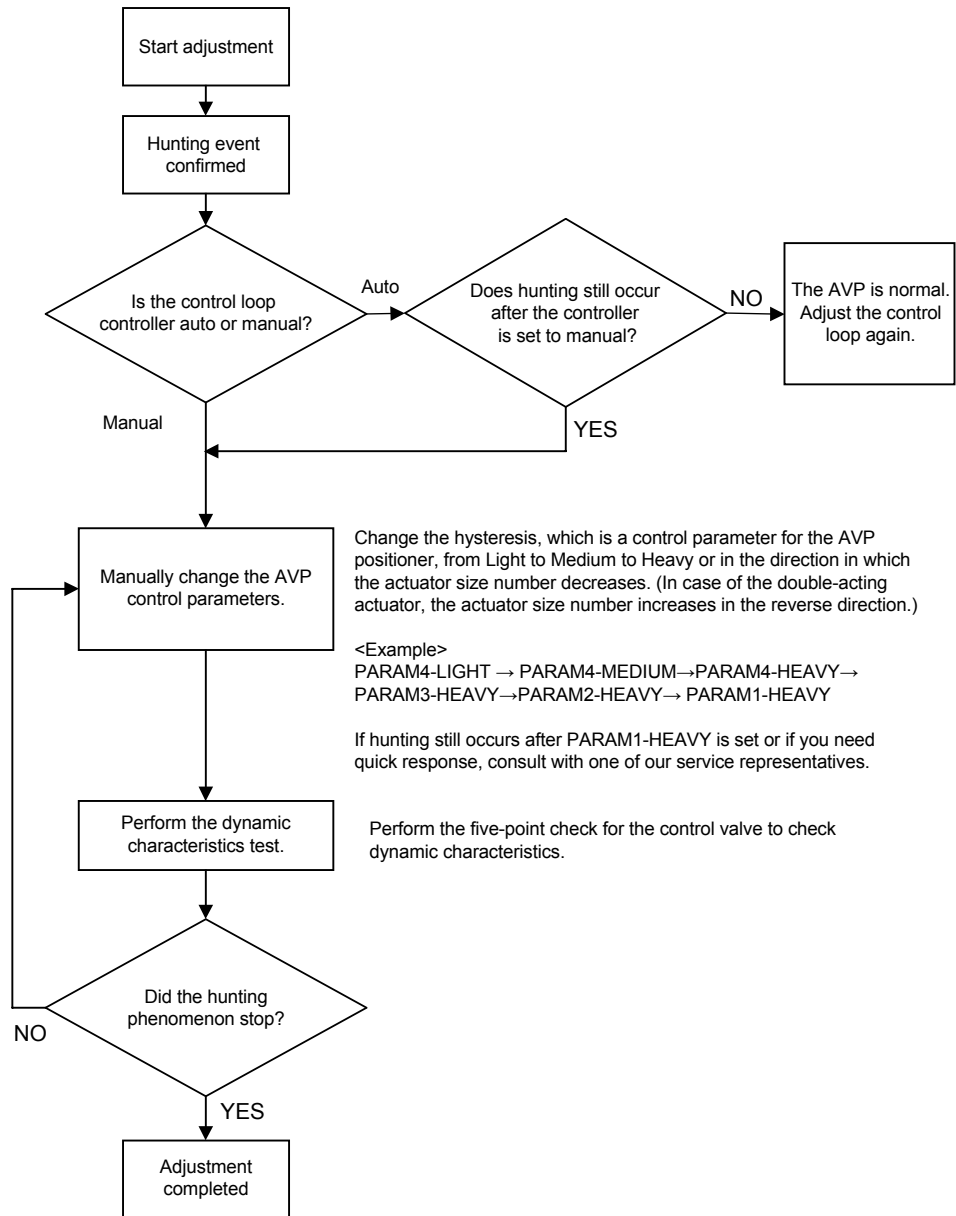 Start adjustment
Hunting event
confirmed
Is the control loop
controller auto or manual?
Auto
Does hunting still occur
after the controller
is set to manual?
NO
The AVP is normal.
Adjust the control
loop again.
Manual
YES
Manually change the AVP
control parameters.
Change the hysteresis, which is a control parameter for the AVP
positioner, from Light to Medium to Heavy or in the direction in which
the actuator size number decreases. (In case of the double-acting
actuator, the actuator size number increases in the reverse direction.)
<Example>
PARAM4-LIGHT → PARAM4-MEDIUM→PARAM4-HEAVY→
PARAM3-HEAVY→PARAM2-HEAVY→ PARAM1-HEAVY
If hunting still occurs after PARAM1-HEAVY is set or if you need
quick response, consult with one of our service representatives.
Perform the dynamic
characteristics test.
Perform the five-point check for the control valve to check
dynamic characteristics.
Did the hunting
phenomenon stop?
NO
YES
Adjustment
completed